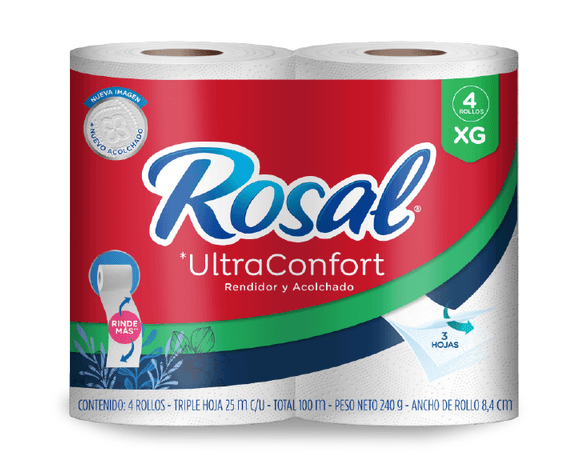 NUEVA IMAGEN
+ NUEVO ACOLCHADO
4
ROLLOS
XG
Rosal®
*UltraConfort
Rendidor y Acolchado
RINDE
MÁS**
3
HOJAS
CONTENIDO: 4 ROLLOS - TRIPLE HOJA 25 m C/U - TOTAL 100 m - PESO NETO 240 g - ANCHO DE ROLLO 8,4 cm